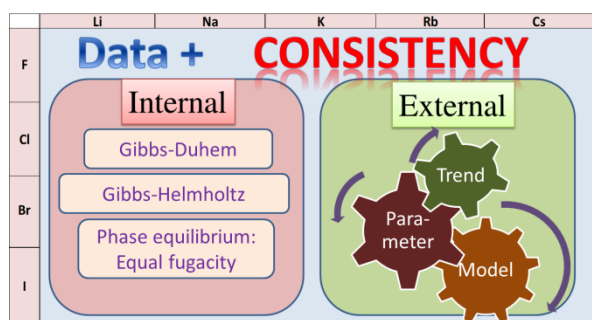 Li Na K Rb Cs
Data + CONSISTENCY
F
Cl
Br
I
Internal
Gibbs-Duhem
Gibbs-Helmholtz
Phase equilibrium:
Equal fugacity
External
Trend
Para-
meter
Model